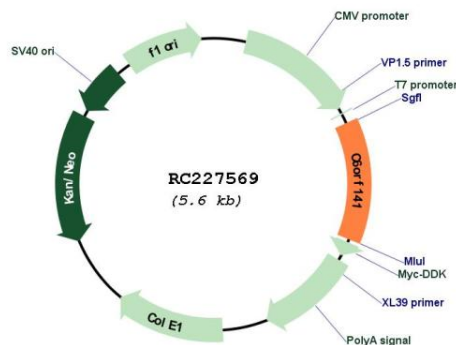 CMV promoter
f1 ori
SV40 ori
VP1.5 primer
T7 promoter
SgfI
Kan/Neo
RC227569
(5.6 kb)
C6orf141
MluI
Myc-DDK
XL39 primer
Col E1
PolyA signal